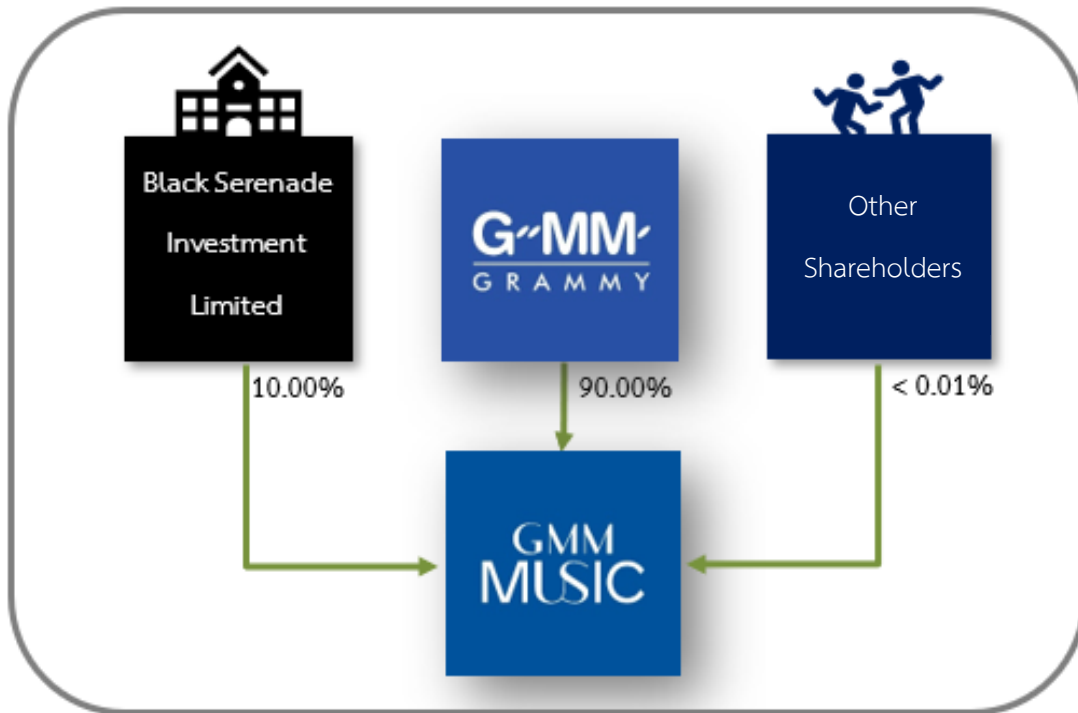 Black Serenade
Investment
Limited
G MM
GRAMMY
Other
Shareholders
10.00%
90.00%
< 0.01%
GMM
MUSIC